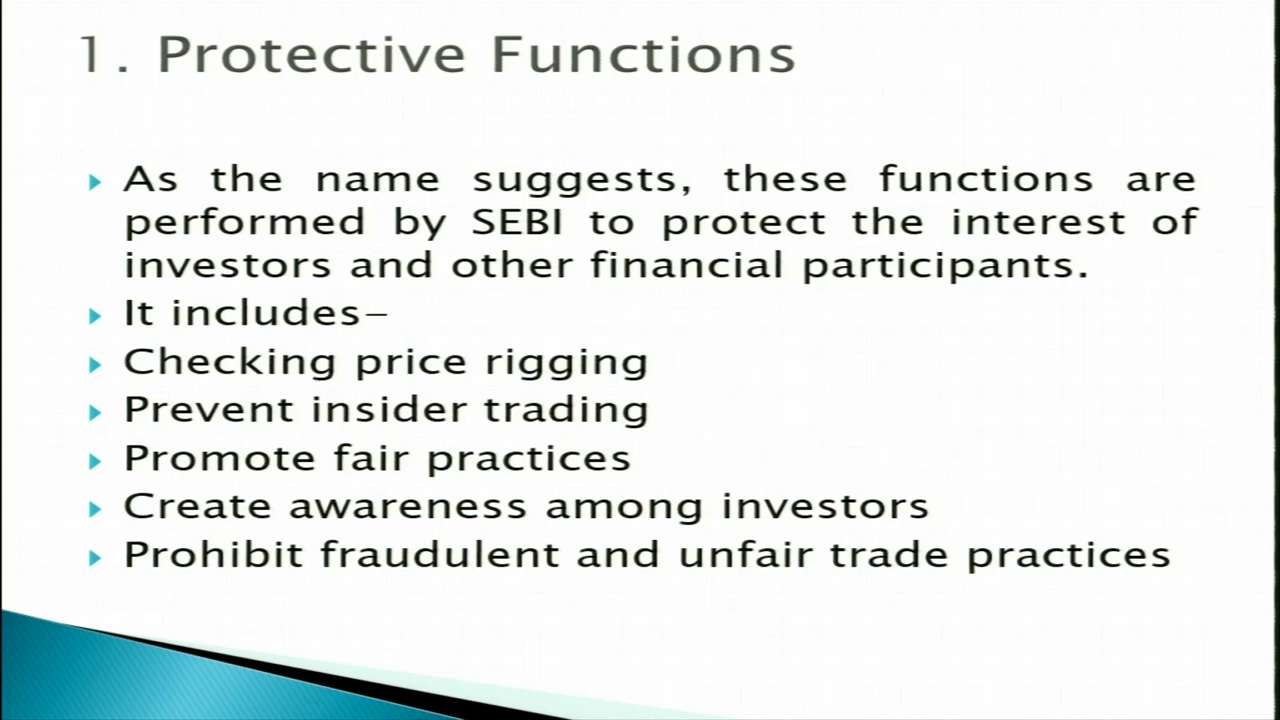 1. Protective Functions
As the name suggests, these functions are
performed by SEBI to protect the interest of
investors and other financial participants.
It includes–
Checking price rigging
Prevent insider trading
Promote fair practices
Create awareness among investors
Prohibit fraudulent and unfair trade practices